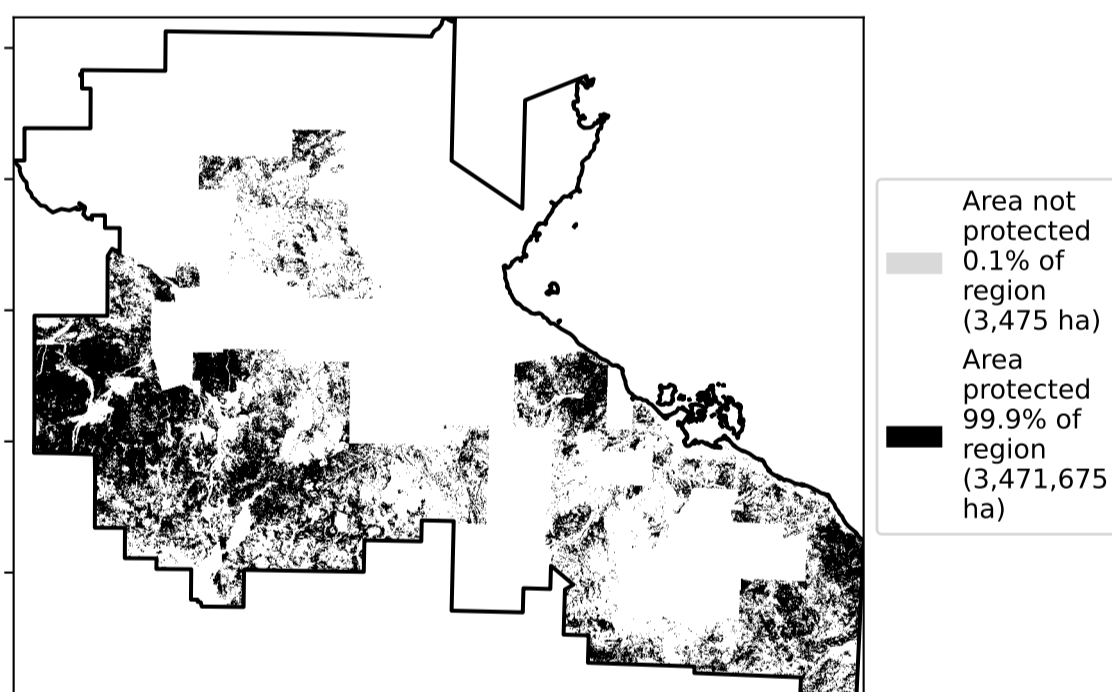 Area not
protected
0.1% of
region
(3,475 ha)
Area
protected
99.9% of
region
(3,471,675
ha)